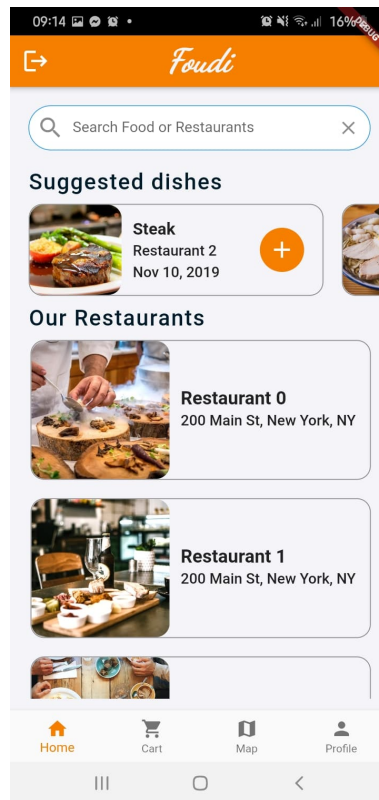 09:14
16%
DEBUG
Foudi
Search Food or Restaurants
Suggested dishes
Steak
Restaurant 2
Nov 10, 2019
Our Restaurants
Restaurant 0
200 Main St, New York, NY
Restaurant 1
200 Main St, New York, NY
Home
Cart
Map
Profile